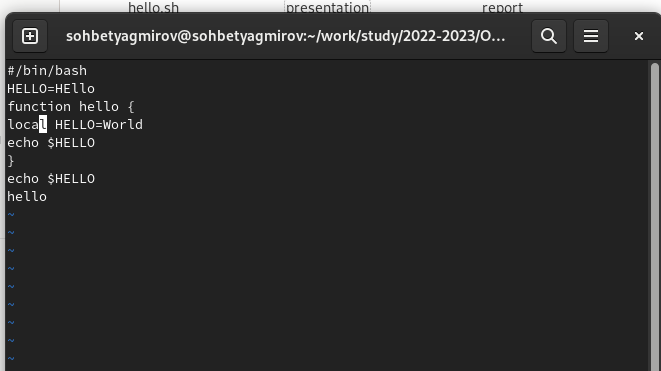 hello.sh presentation report
sohbetyagmirov@sohbetyagmirov:~/work/study/2022-2023/O...
#/bin/bash
HELLO=HEllo
function hello {
local HELLO=World
echo $HELLO
}
echo $HELLO
hello
~
~
~
~
~
~
~
~
~